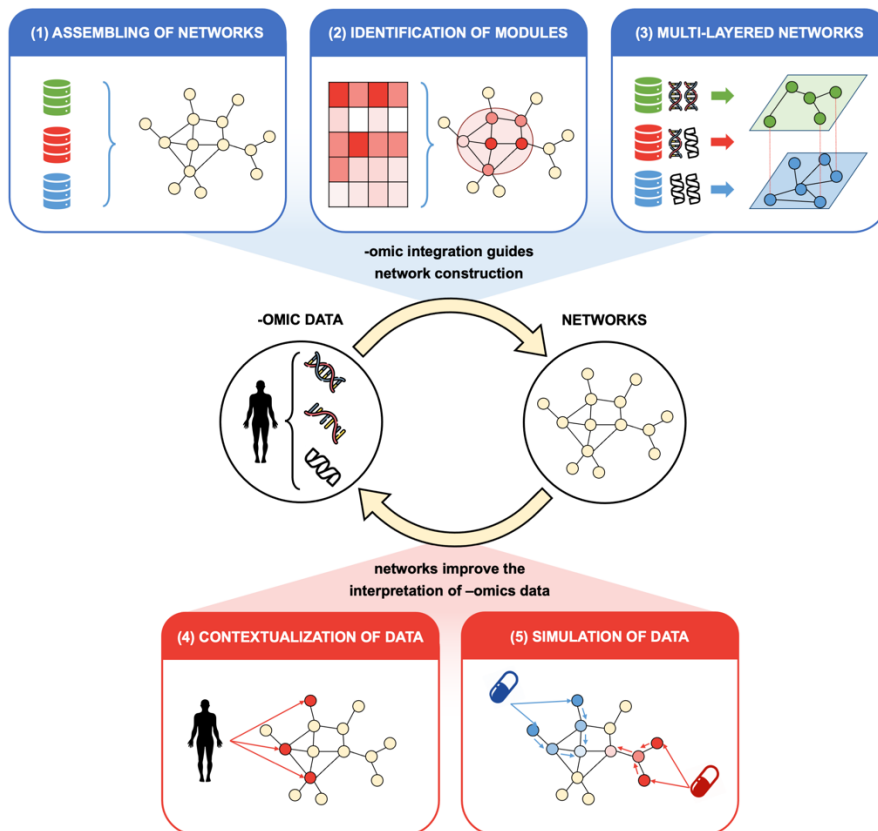 (1) ASSEMBLING OF NETWORKS
(2) IDENTIFICATION OF MODULES
(3) MULTI-LAYERED NETWORKS
-omic integration guides
network construction
-OMIC DATA
NETWORKS
networks improve the
interpretation of –omics data
(4) CONTEXTUALIZATION OF DATA
(5) SIMULATION OF DATA